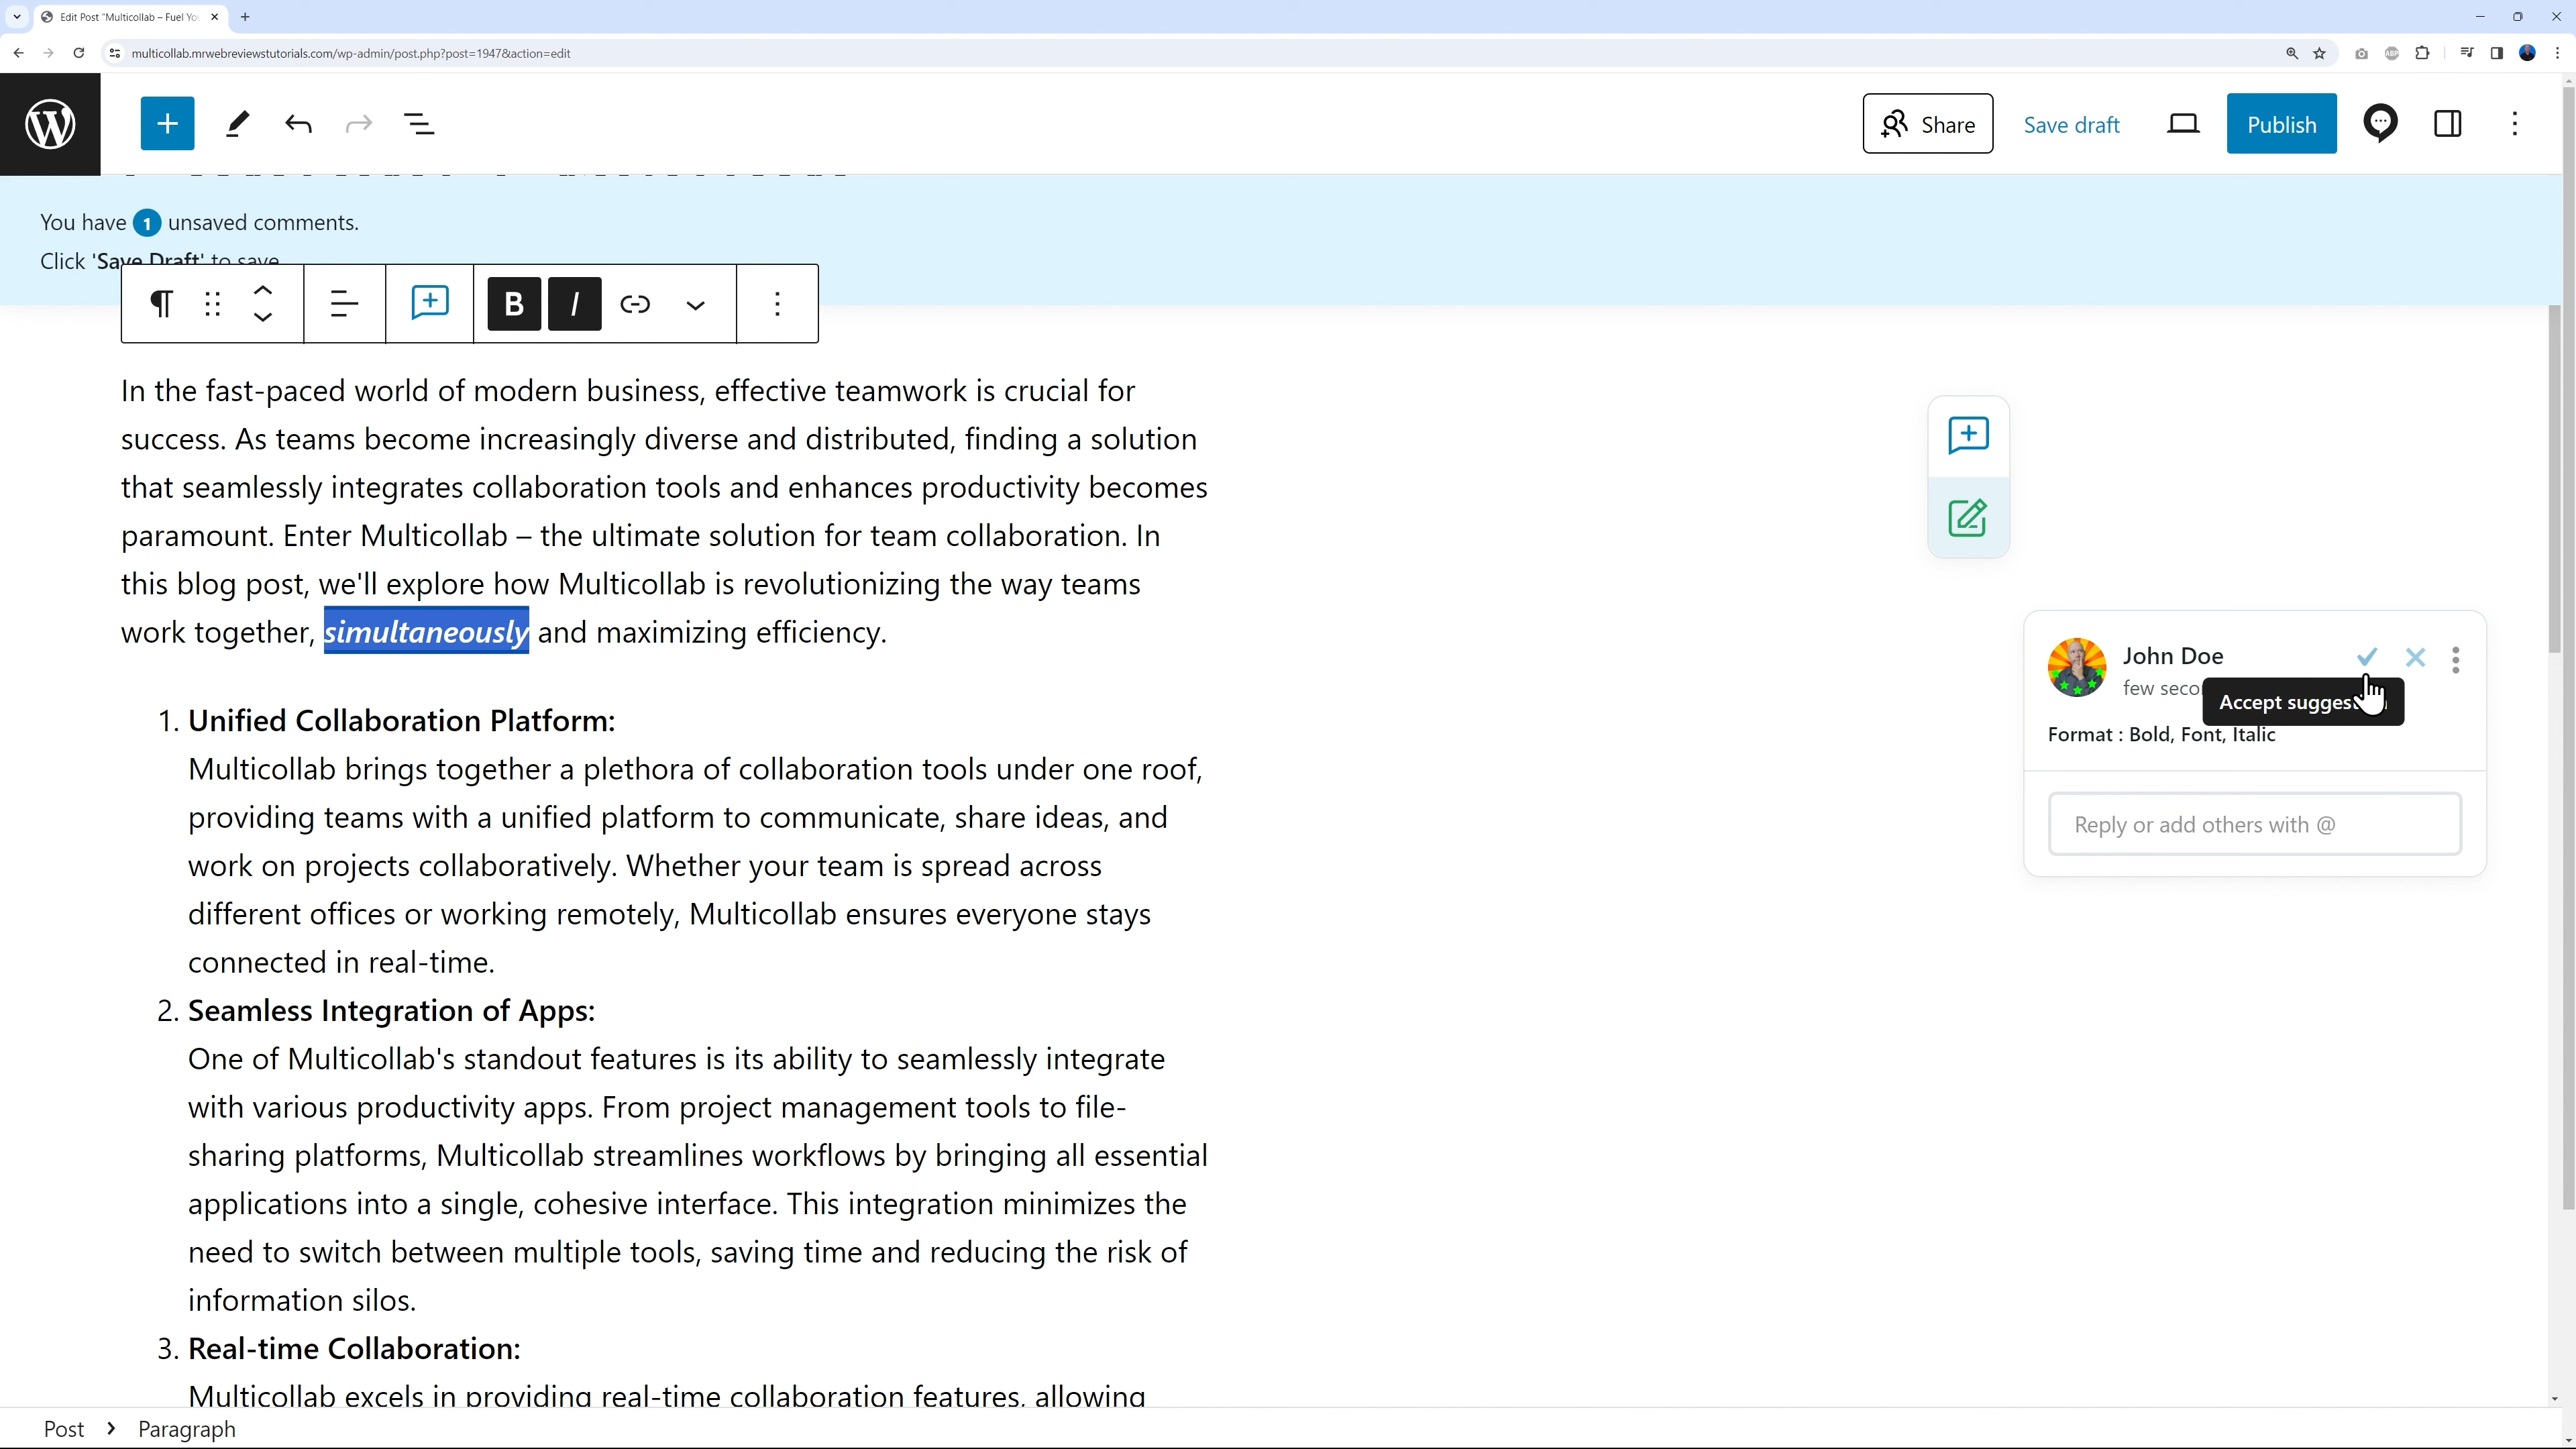 Edit Post "Multicollab – Fuel Yo
multicollab.mrwebreviewstutorials.com/wp-admin/post.php?post=1947&action=edit
Share
Save draft
Publish
You have 1 unsaved comments.
Click 'Save Draft' to save
B I
In the fast-paced world of modern business, effective teamwork is crucial for
success. As teams become increasingly diverse and distributed, finding a solution
that seamlessly integrates collaboration tools and enhances productivity becomes
paramount. Enter Multicollab – the ultimate solution for team collaboration. In
this blog post, we'll explore how Multicollab is revolutionizing the way teams
work together, simultaneously and maximizing efficiency.
John Doe
few seco
Accept sugges
Format : Bold, Font, Italic
Reply or add others with @
1. Unified Collaboration Platform:
Multicollab brings together a plethora of collaboration tools under one roof,
providing teams with a unified platform to communicate, share ideas, and
work on projects collaboratively. Whether your team is spread across
different offices or working remotely, Multicollab ensures everyone stays
connected in real-time.
2. Seamless Integration of Apps:
One of Multicollab's standout features is its ability to seamlessly integrate
with various productivity apps. From project management tools to file-
sharing platforms, Multicollab streamlines workflows by bringing all essential
applications into a single, cohesive interface. This integration minimizes the
need to switch between multiple tools, saving time and reducing the risk of
information silos.
3. Real-time Collaboration:
Multicollab excels in providing real-time collaboration features, allowing
Post › Paragraph